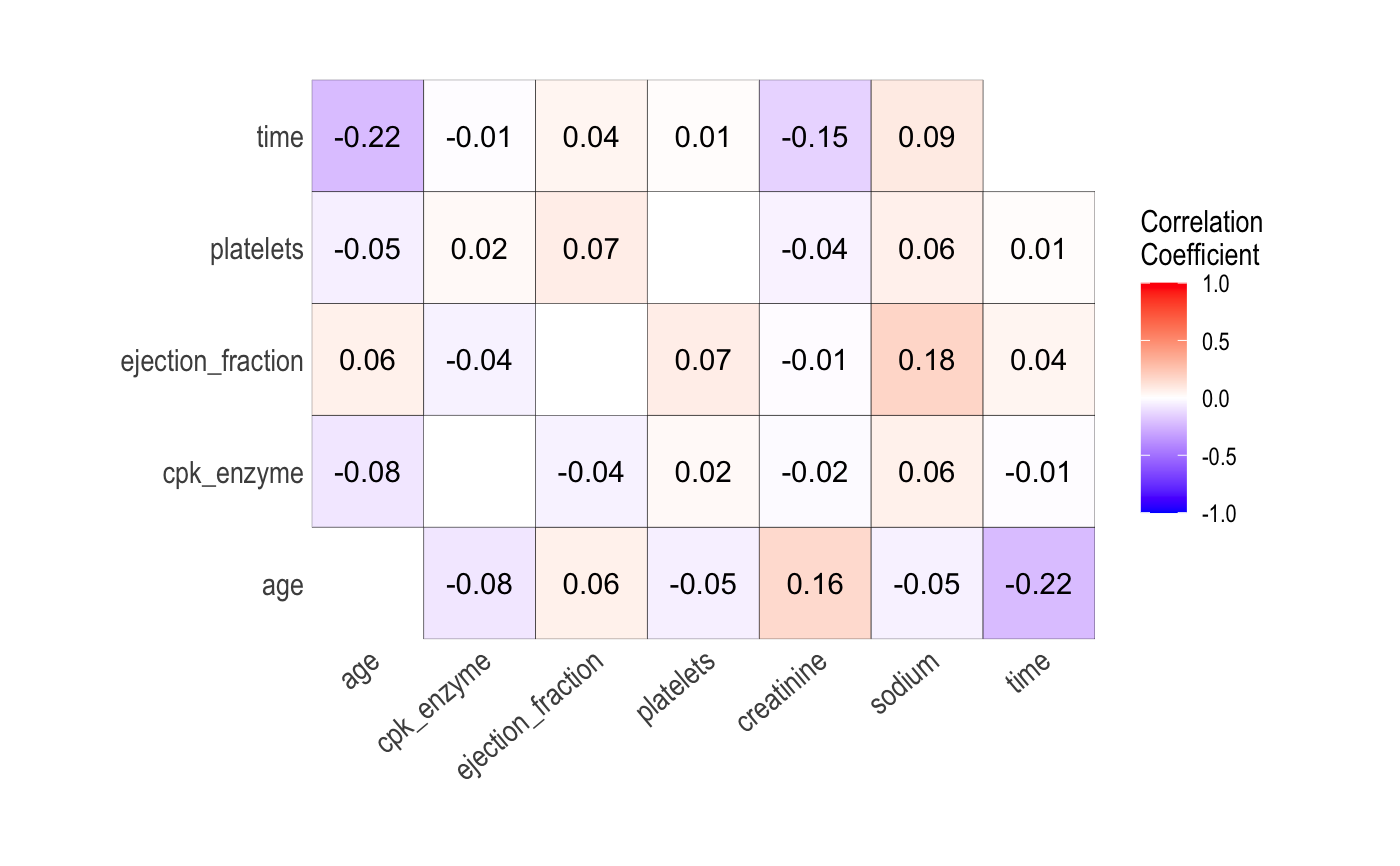 time -0.22 -0.01 0.04 0.01 -0.15 0.09
platelets -0.05 0.02 0.07 -0.04 0.06 0.01
ejection_fraction 0.06 -0.04 0.07 -0.01 0.18 0.04
cpk_enzyme -0.08 -0.04 0.02 -0.02 0.06 -0.01
age -0.08 0.06 -0.05 0.16 -0.05 -0.22
age cpk_enzyme ejection_fraction platelets creatinine sodium time
Correlation
Coefficient
1.0
0.5
0.0
-0.5
-1.0